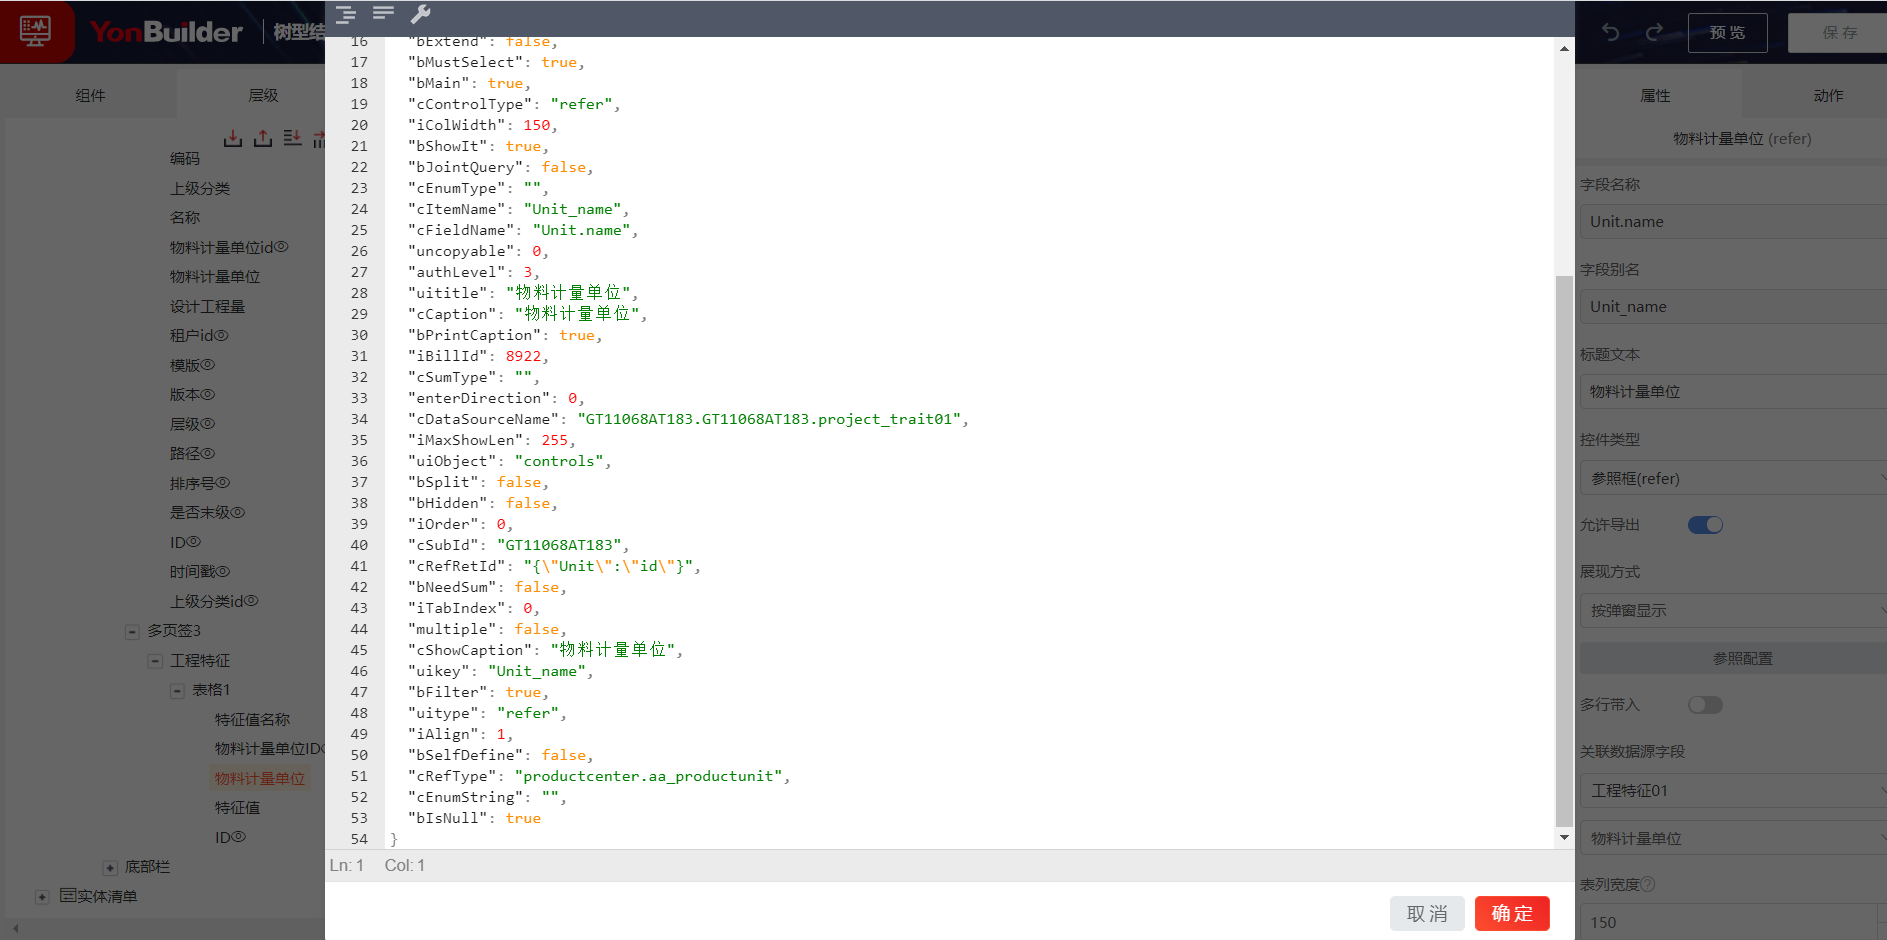 YonBuilder
树型结
预览
保存
组件
层级
编码
上级分类
名称
物料计量单位id
物料计量单位
设计工程量
租户id
模版
版本
层级
路径
排序号
是否末级
ID
时间戳
上级分类id
多页签3
工程特征
表格1
特征值名称
物料计量单位ID
物料计量单位
特征值
ID
底部栏
实体清单
16 "bExtend": false,
17 "bMustSelect": true,
18 "bMain": true,
19 "cControlType": "refer",
20 "iColWidth": 150,
21 "bShowIt": true,
22 "bJointQuery": false,
23 "cEnumType": "",
24 "cItemName": "Unit_name",
25 "cFieldName": "Unit.name",
26 "uncopyable": 0,
27 "authLevel": 3,
28 "uititle": "物料计量单位",
29 "cCaption": "物料计量单位",
30 "bPrintCaption": true,
31 "iBillId": 8922,
32 "cSumType": "",
33 "enterDirection": 0,
34 "cDataSourceName": "GT11068AT183.GT11068AT183.project_trait01",
35 "iMaxShowLen": 255,
36 "uiObject": "controls",
37 "bSplit": false,
38 "bHidden": false,
39 "iOrder": 0,
40 "cSubId": "GT11068AT183",
41 "cRefRetId": "{\"Unit\":\"id\"}",
42 "bNeedSum": false,
43 "iTabIndex": 0,
44 "multiple": false,
45 "cShowCaption": "物料计量单位",
46 "uikey": "Unit_name",
47 "bFilter": true,
48 "uitype": "refer",
49 "iAlign": 1,
50 "bSelfDefine": false,
51 "cRefType": "productcenter.aa_productunit",
52 "cEnumString": "",
53 "bIsNull": true
54 }
Ln: 1 Col: 1
取消
确定
属性
动作
物料计量单位 (refer)
字段名称
Unit.name
字段别名
Unit_name
标题文本
物料计量单位
控件类型
参照框(refer)
允许导出
展现方式
按弹窗显示
参照配置
多行带入
关联数据源字段
工程特征01
物料计量单位
表列宽度
150